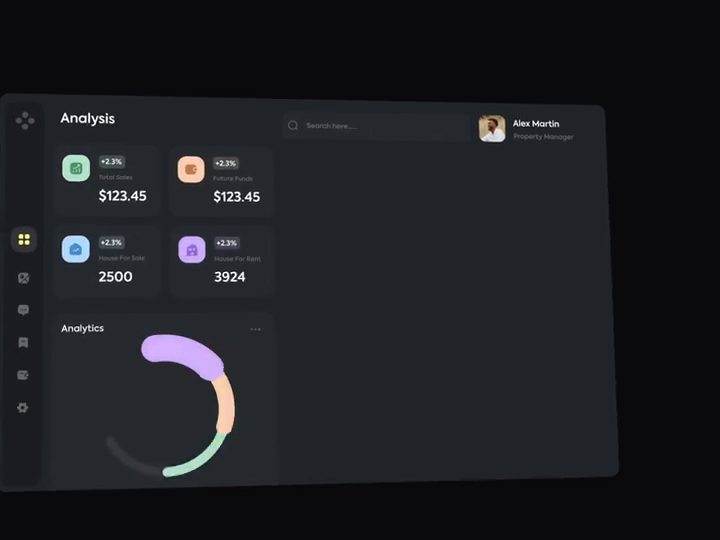 Analysis
Search here.....
Alex Martin
Property Manager
+2.3%
Total Sales
$123.45
+2.3%
Future Funds
$123.45
+2.3%
House For Sale
2500
+2.3%
House For Rent
3924
Analytics